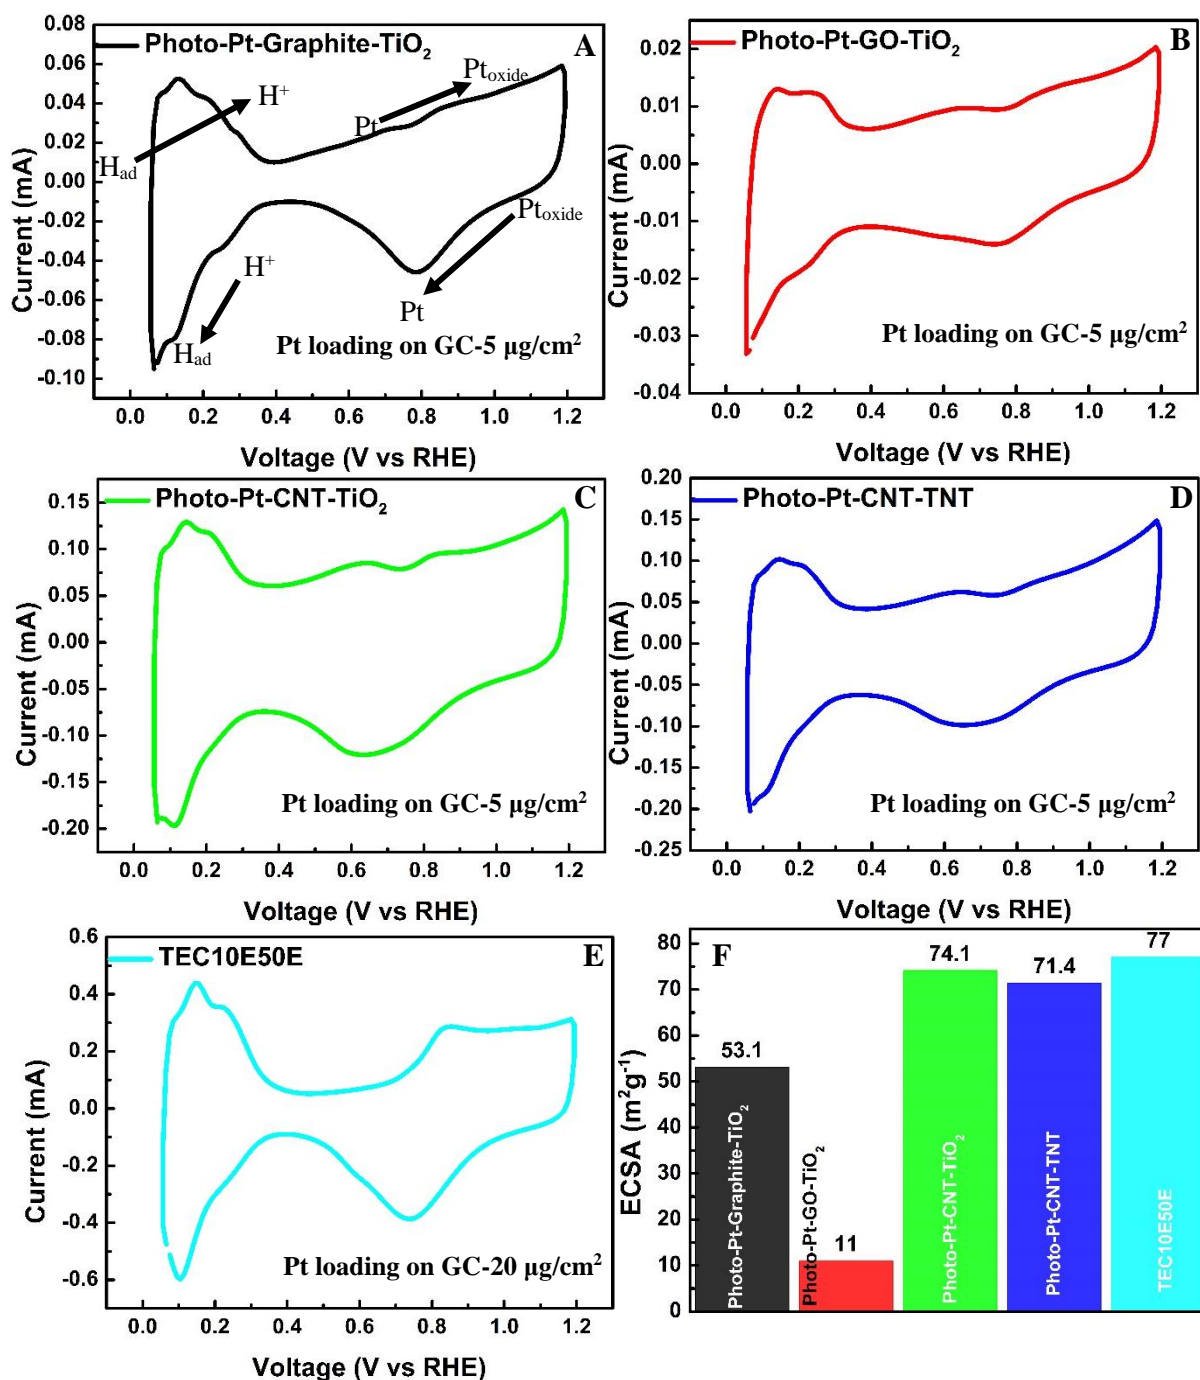 Photo-Pt-Graphite-TiO₂
A
H⁺
Pt_oxide
Pt
H_ad
Pt_oxide
H⁺
Pt
H_ad
Pt loading on GC-5 µg/cm²
0.08
0.06
0.04
0.02
0.00
-0.02
-0.04
-0.06
-0.08
-0.10
Current (mA)
0.0 0.2 0.4 0.6 0.8 1.0 1.2
Voltage (V vs RHE)
Photo-Pt-GO-TiO₂
B
Pt loading on GC-5 µg/cm²
0.02
0.01
0.00
-0.01
-0.02
-0.03
-0.04
Current (mA)
0.0 0.2 0.4 0.6 0.8 1.0 1.2
Voltage (V vs RHE)
Photo-Pt-CNT-TiO₂
C
Pt loading on GC-5 µg/cm²
0.15
0.10
0.05
0.00
-0.05
-0.10
-0.15
-0.20
Current (mA)
0.0 0.2 0.4 0.6 0.8 1.0 1.2
Voltage (V vs RHE)
Photo-Pt-CNT-TNT
D
Pt loading on GC-5 µg/cm²
0.20
0.15
0.10
0.05
0.00
-0.05
-0.10
-0.15
-0.20
-0.25
Current (mA)
0.0 0.2 0.4 0.6 0.8 1.0 1.2
Voltage (V vs RHE)
TEC10E50E
E
Pt loading on GC-20 µg/cm²
0.6
0.4
0.2
0.0
-0.2
-0.4
-0.6
Current (mA)
0.0 0.2 0.4 0.6 0.8 1.0 1.2
Voltage (V vs RHE)
F
80
70
60
50
40
30
20
10
0
ECSA (m²g⁻¹)
53.1
11
74.1
71.4
77
Photo-Pt-Graphite-TiO₂
Photo-Pt-GO-TiO₂
Photo-Pt-CNT-TiO₂
Photo-Pt-CNT-TNT
TEC10E50E